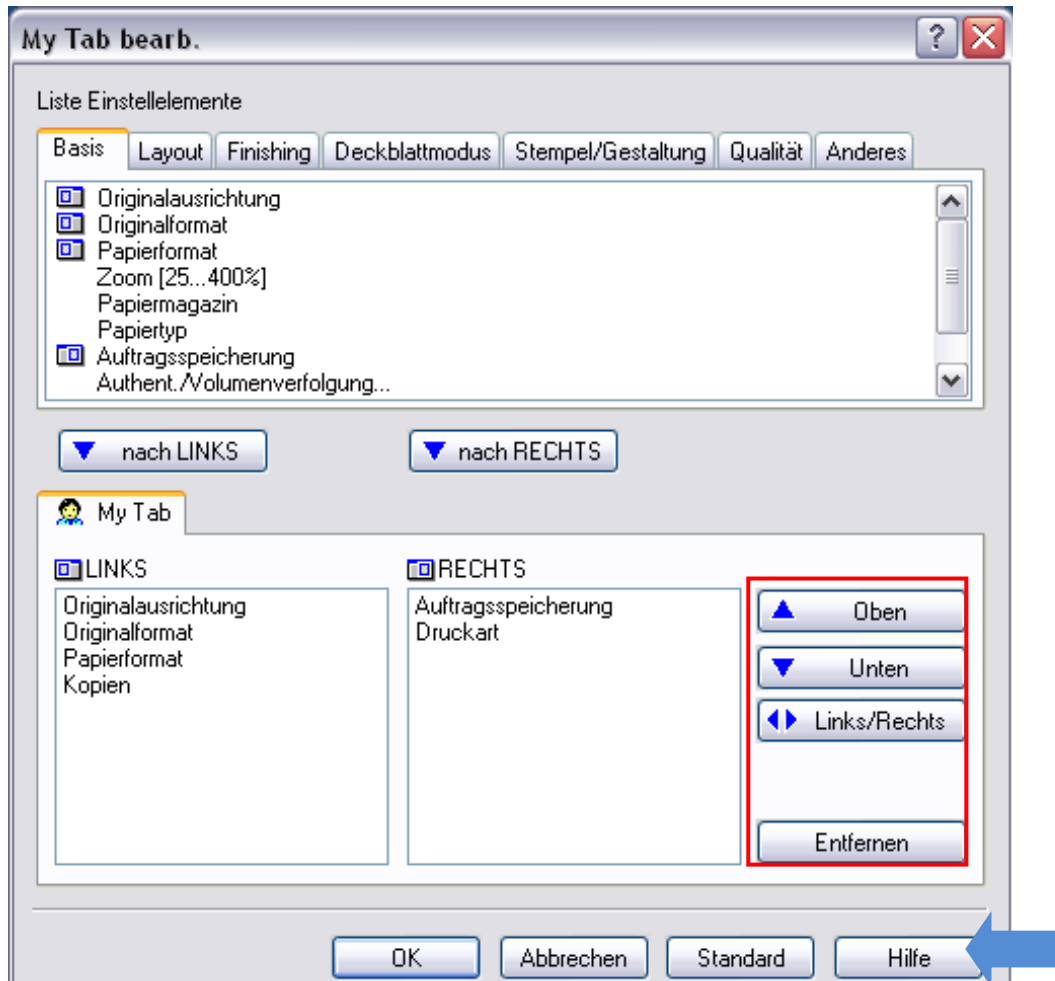 My Tab bearb.
Liste Einstellelemente
Basis Layout Finishing Deckblattmodus Stempel/Gestaltung Qualität Anderes
Originalausrichtung
Originalformat
Papierformat
Zoom [25...400%]
Papiermagazin
Papiertyp
Auftragsspeicherung
Authent./Volumenverfolgung...
nach LINKS nach RECHTS
My Tab
LINKS
Originalausrichtung
Originalformat
Papierformat
Kopien
RECHTS
Auftragsspeicherung
Druckart
Oben
Unten
Links/Rechts
Entfernen
OK Abbrechen Standard Hilfe